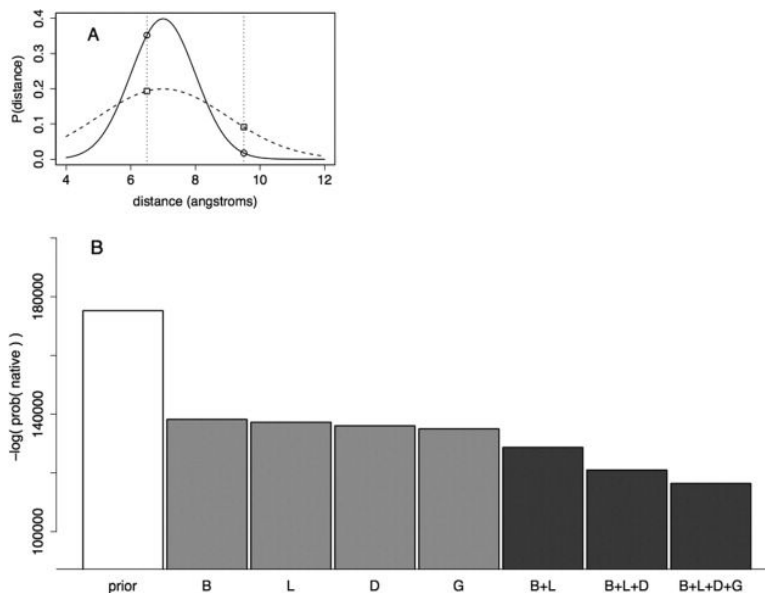 A
P(distance)
0.4
0.3
0.2
0.1
0.0
4 6 8 10 12
distance (angstroms)
B
−log( prob( native ) )
180000
140000
100000
prior B L D G B+L B+L+D B+L+D+G